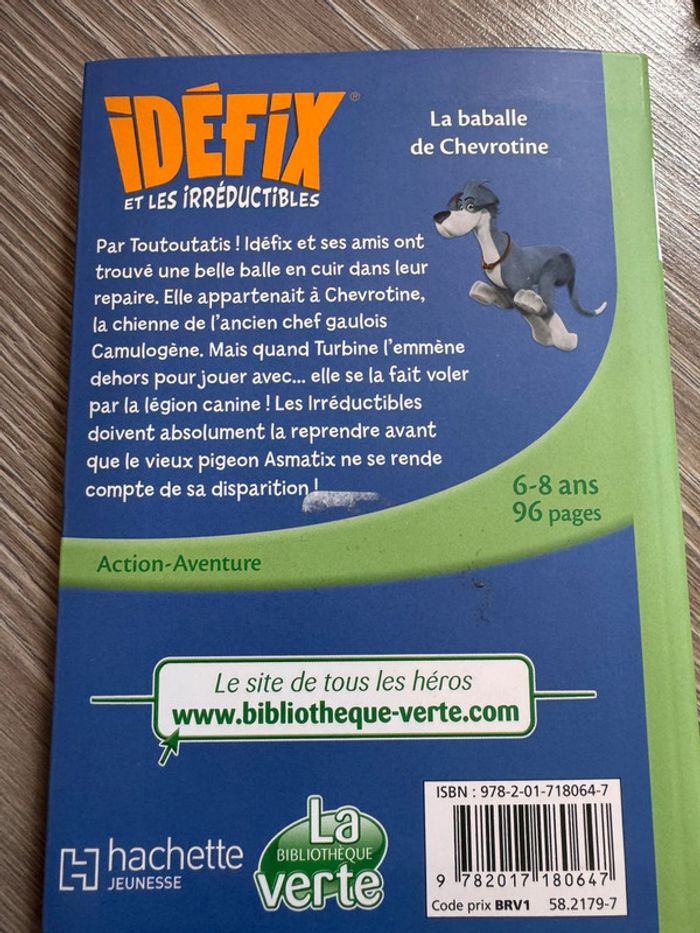 IDÉFIX®
ET LES IRRÉDUCTIBLES
La baballe
de Chevrotine
Par Toutoutatis ! Idéfix et ses amis ont
trouvé une belle balle en cuir dans leur
repaire. Elle appartenait à Chevrotine,
la chienne de l'ancien chef gaulois
Camulogène. Mais quand Turbine l'emmène
dehors pour jouer avec... elle se la fait voler
par la légion canine ! Les Irréductibles
doivent absolument la reprendre avant
que le vieux pigeon Asmatix ne se rende
compte de sa disparition !
6-8 ans
96 pages
Action-Aventure
Le site de tous les héros
www.bibliotheque-verte.com
hachette
JEUNESSE
La
BIBLIOTHÈQUE
verte
ISBN : 978-2-01-718064-7
9 782017 180647
Code prix BRV1 58.2179-7